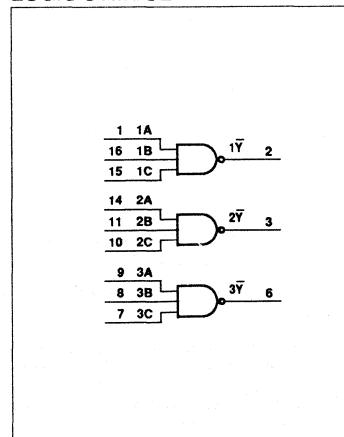 1 1A
16 1B 1Y̅ 2
15 1C
14 2A
11 2B 2Y̅ 3
10 2C
9 3A
8 3B 3Y̅ 6
7 3C